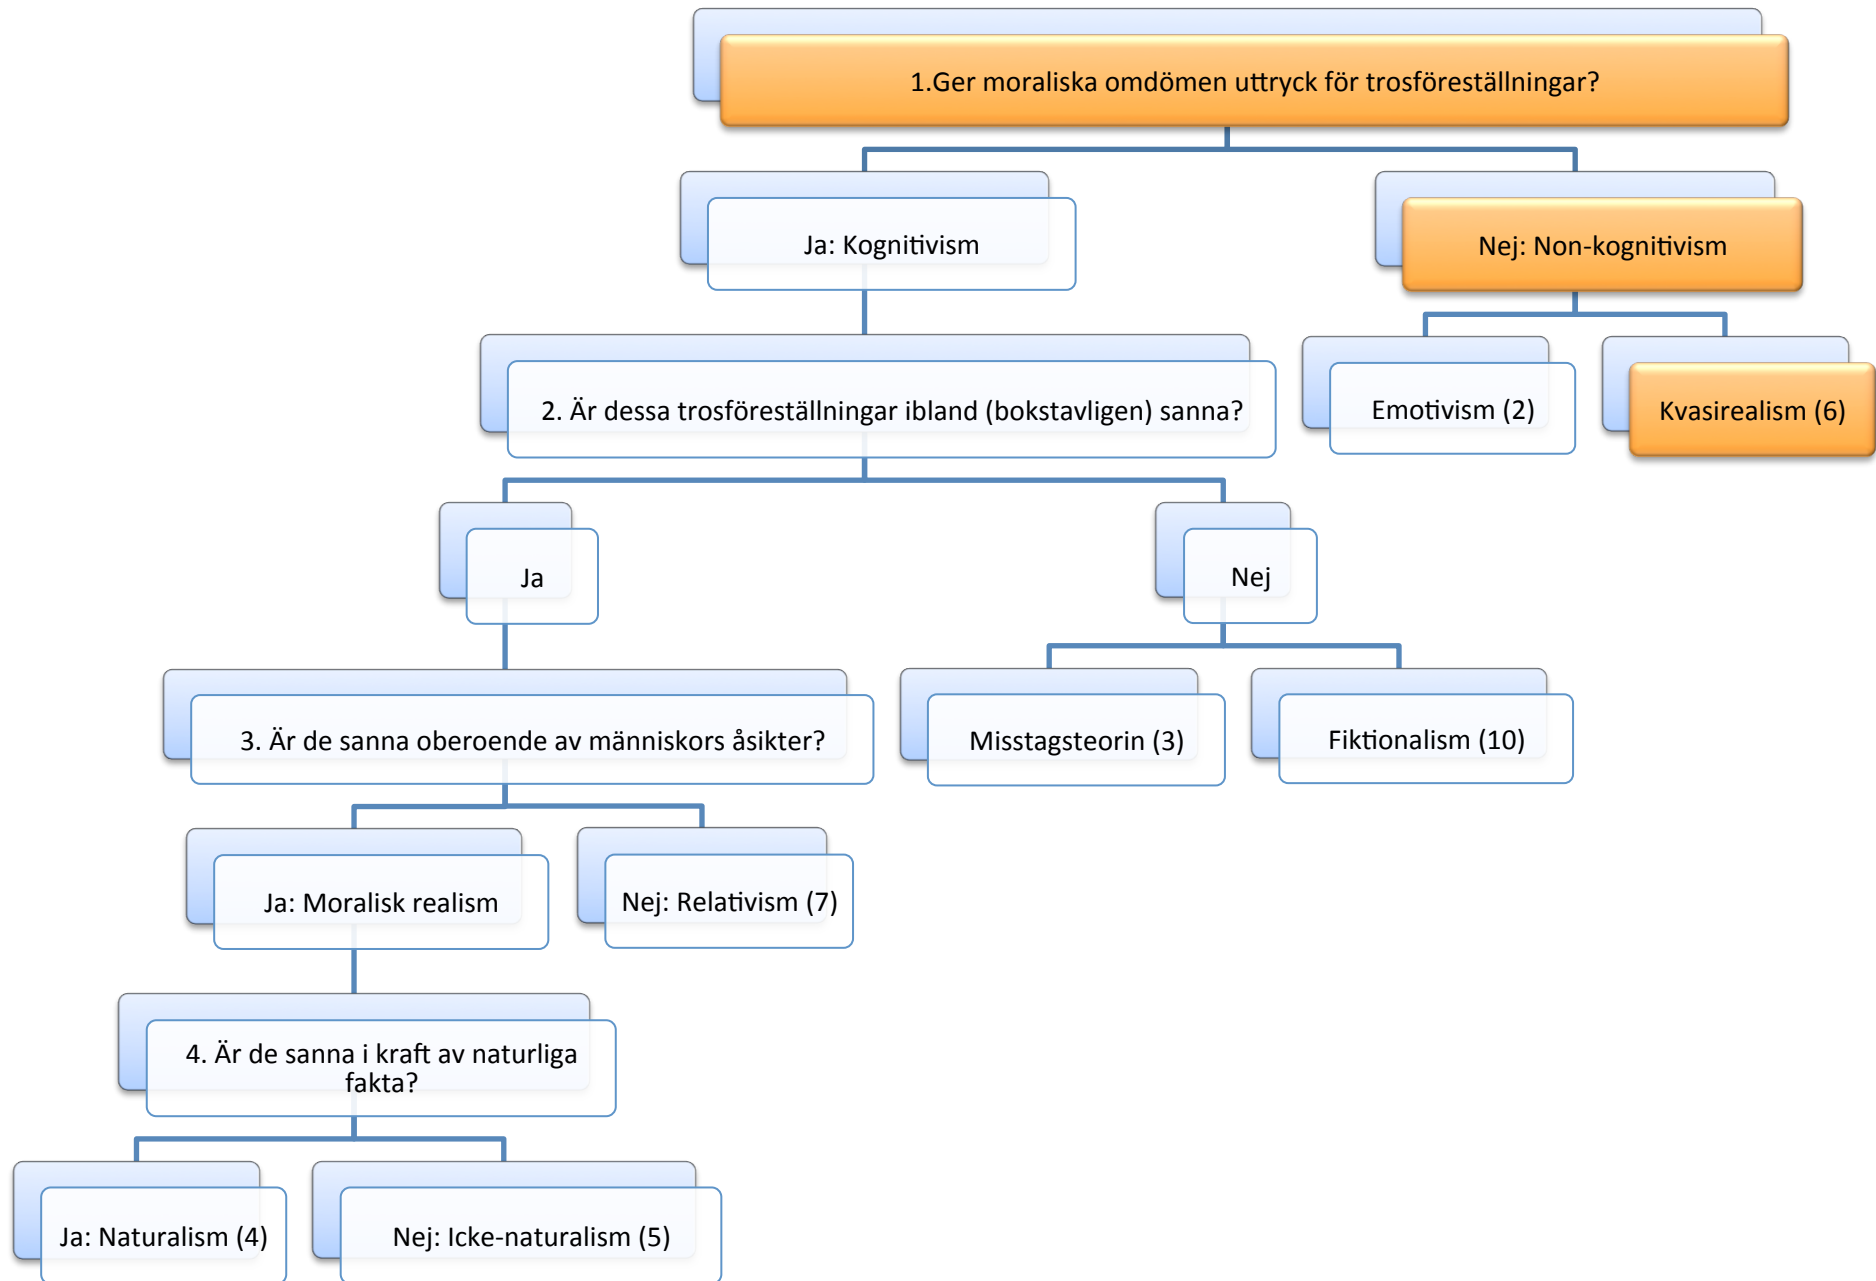 1.Ger moraliska omdömen uttryck för trosföreställningar?
Ja: Kognitivism
Nej: Non-kognitivism
2. Är dessa trosföreställningar ibland (bokstavligen) sanna?
Emotivism (2)
Kvasirealism (6)
Ja
Nej
3. Är de sanna oberoende av människors åsikter?
Misstagsteorin (3)
Fiktionalism (10)
Ja: Moralisk realism
Nej: Relativism (7)
4. Är de sanna i kraft av naturliga
fakta?
Ja: Naturalism (4)
Nej: Icke-naturalism (5)